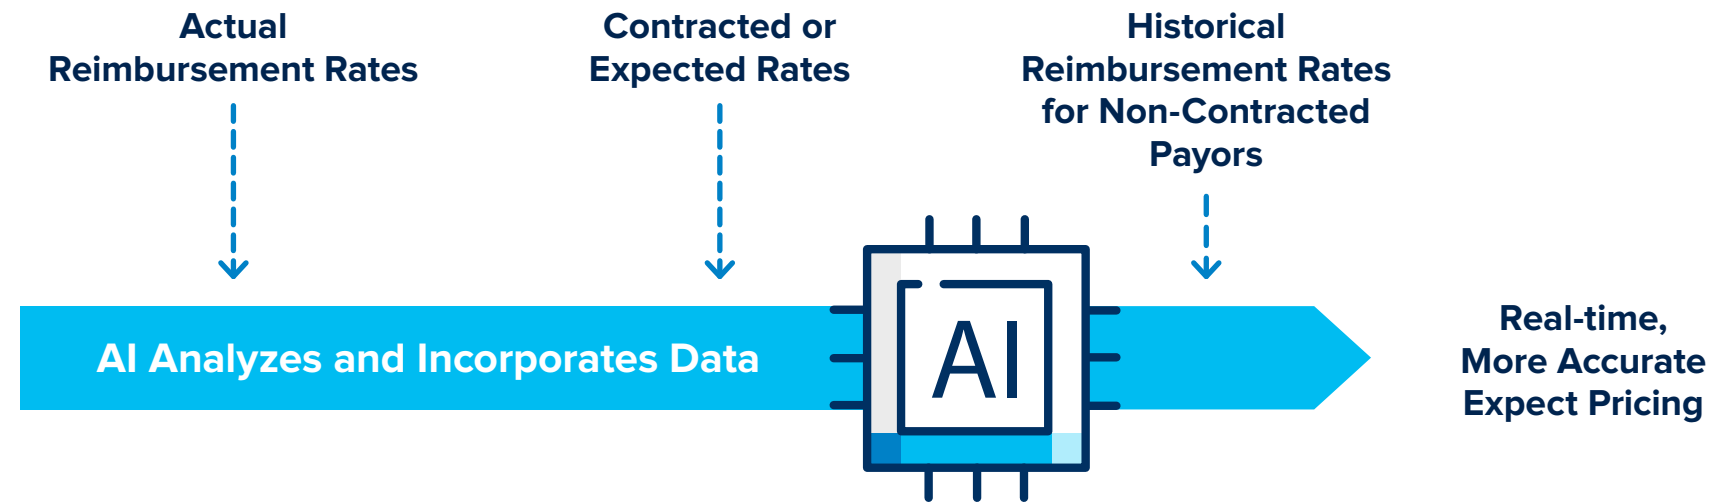 Actual
Reimbursement Rates
Contracted or
Expected Rates
Historical
Reimbursement Rates
for Non-Contracted
Payors
AI Analyzes and Incorporates Data
AI
Real-time,
More Accurate
Expect Pricing